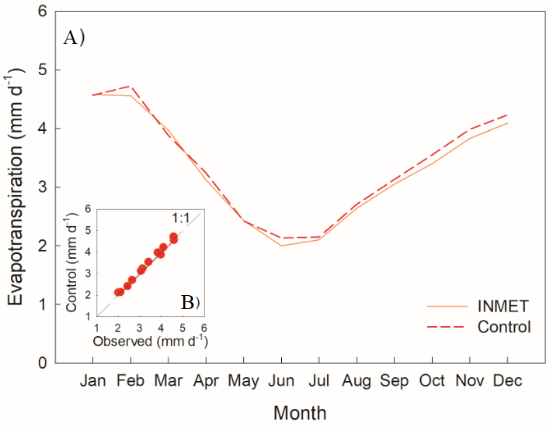 A)
Evapotranspiration (mm d⁻¹)
6
5
4
3
2
1
0
Jan Feb Mar Apr May Jun Jul Aug Sep Oct Nov Dec
Month
INMET
Control
B)
1:1
Control (mm d⁻¹)
6
5
4
3
2
1
1 2 3 4 5 6
Observed (mm d⁻¹)